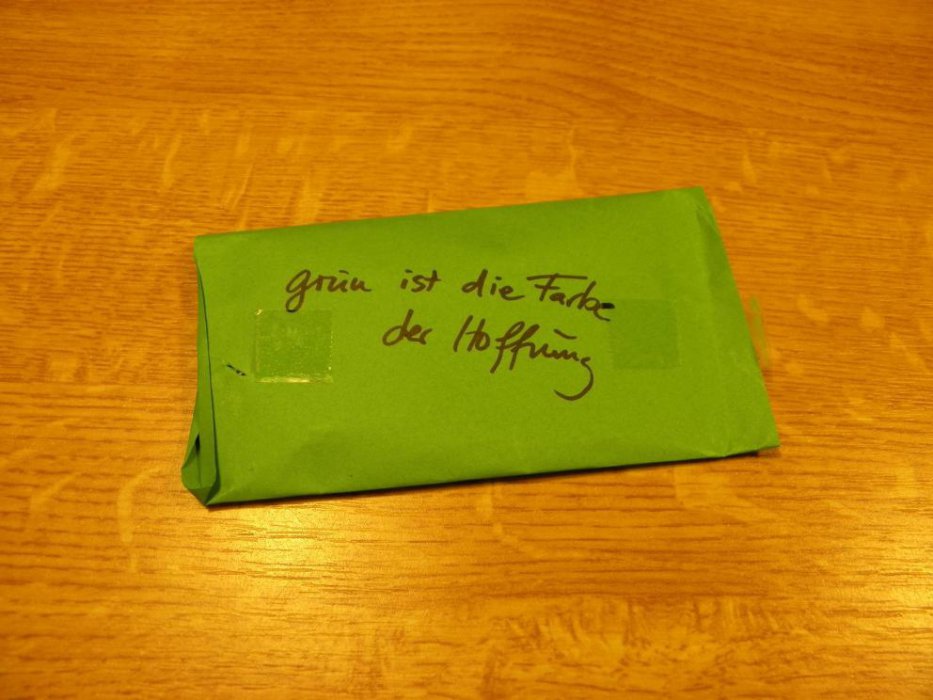 grün ist die Farbe
der Hoffnung